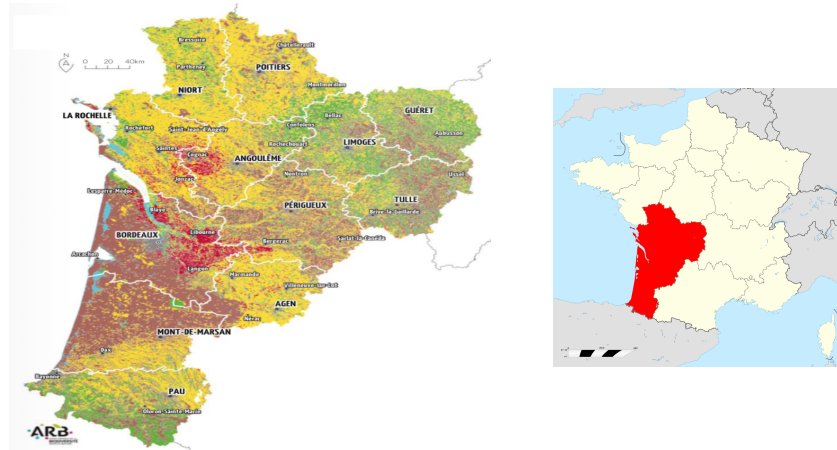 Bressuire
Châtellerault
N
0 20 40km
Parthenay
POITIERS
Montmorillon
NIORT
LA ROCHELLE
GUÉRET
Bellac
Rochefort
Saint-Jean-d'Angely
Confolens
Aubusson
Saintes
Cognac
Rochechouart
LIMOGES
ANGOULÊME
Jonzac
Nontron
Ussel
Lesparre-Médoc
TULLE
Blaye
PÉRIGUEUX
Brive-la-Gaillarde
BORDEAUX
Libourne
Bergerac
Sarlat-la-Canéda
Arcachon
Langon
Marmande
Villeneuve-sur-Lot
AGEN
Nérac
MONT-DE-MARSAN
Dax
Bayonne
PAU
Oloron-Sainte-Marie
ARB